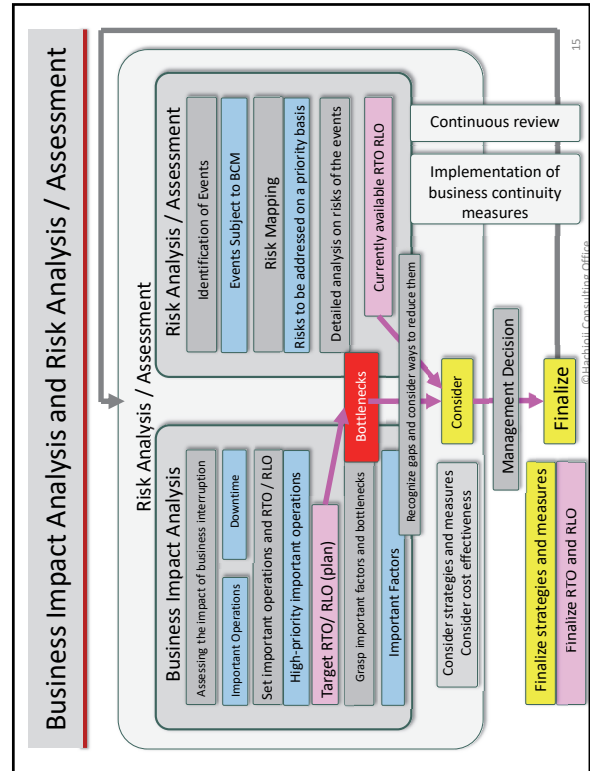 Business Impact Analysis and Risk Analysis / Assessment
Risk Analysis / Assessment
Business Impact Analysis
Assessing the impact of business interruption
Important Operations
Downtime
Set important operations and RTO / RLO
High-priority important operations
Target RTO/ RLO (plan)
Grasp important factors and bottlenecks
Important Factors
Bottlenecks
Risk Analysis / Assessment
Identification of Events
Events Subject to BCM
Risk Mapping
Risks to be addressed on a priority basis
Detailed analysis on risks of the events
Currently available RTO RLO
Recognize gaps and consider ways to reduce them
Consider strategies and measures
Consider cost effectiveness
Consider
Continuous review
Implementation of
business continuity
measures
Management Decision
Finalize strategies and measures
Finalize RTO and RLO
Finalize
©Hachioji Consulting Office
15